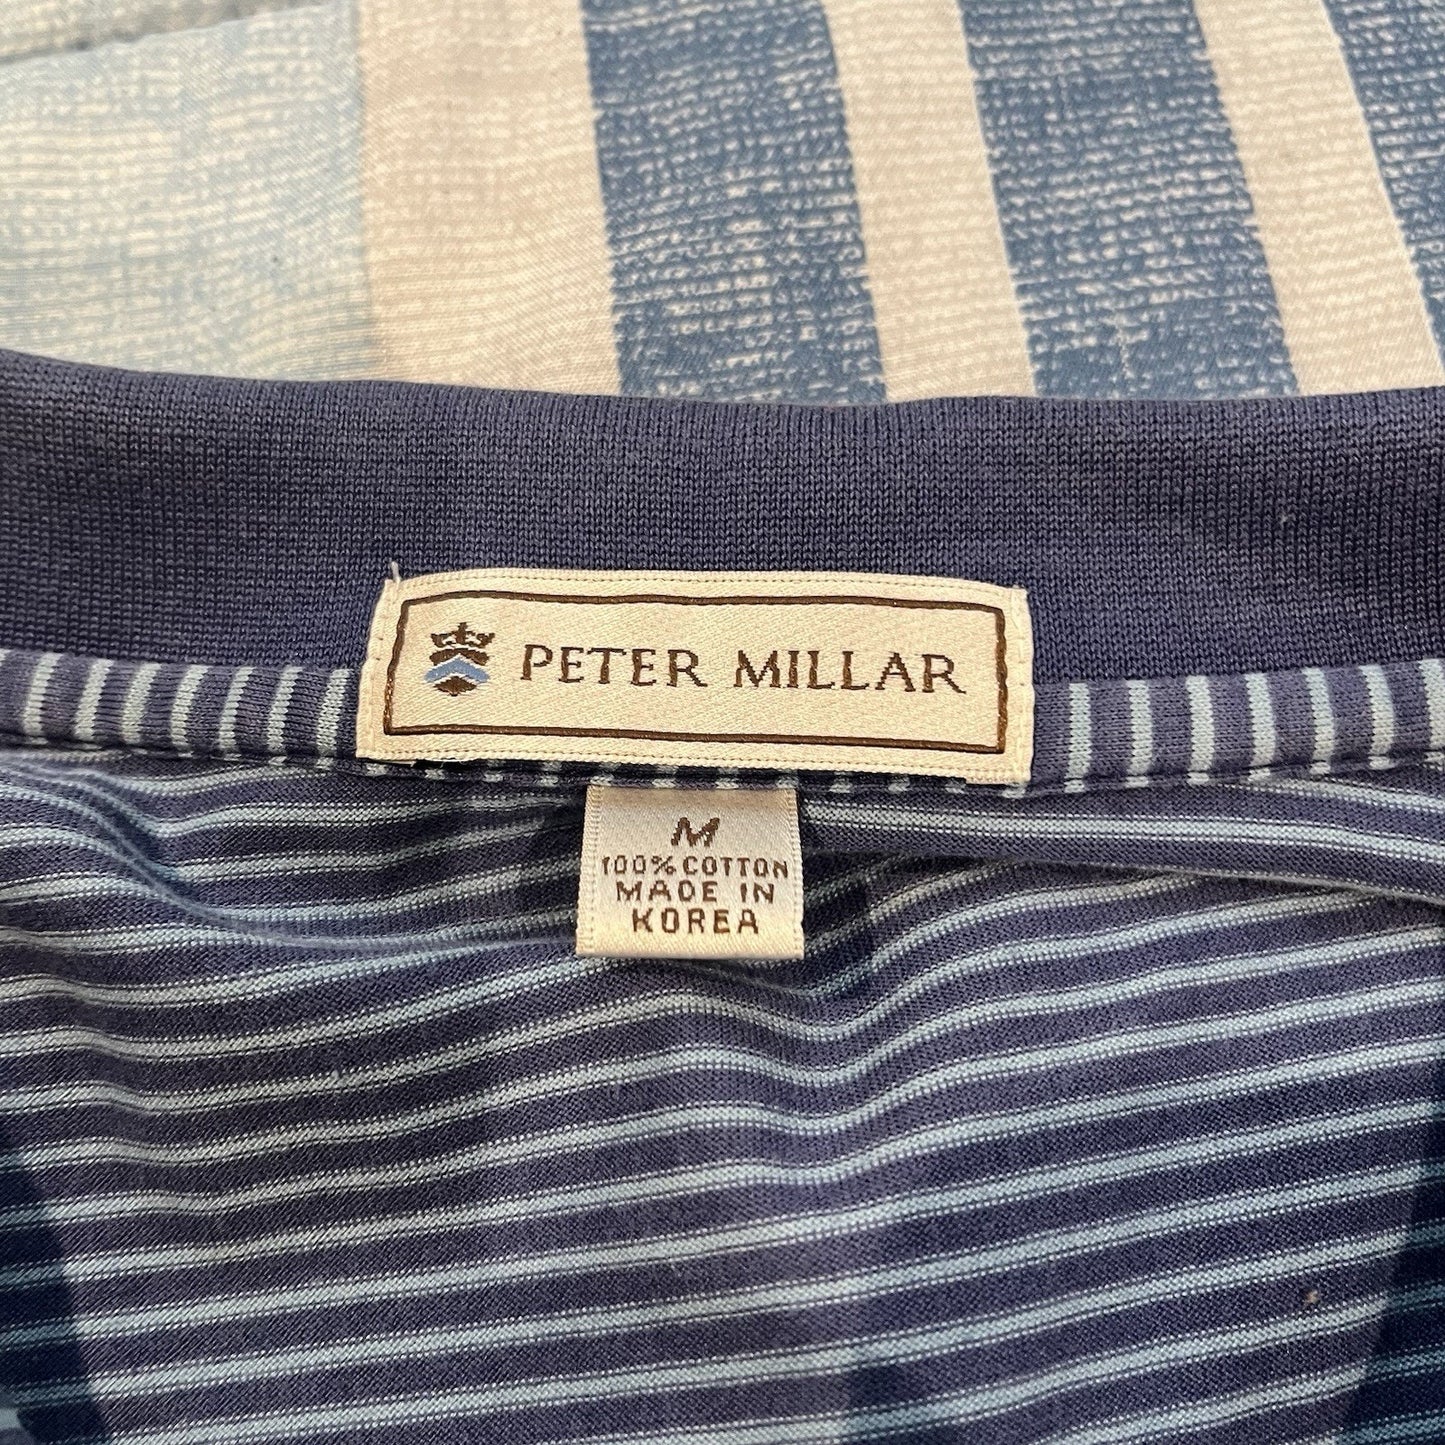 PETER MILLAR
M
100% COTTON
MADE IN
KOREA